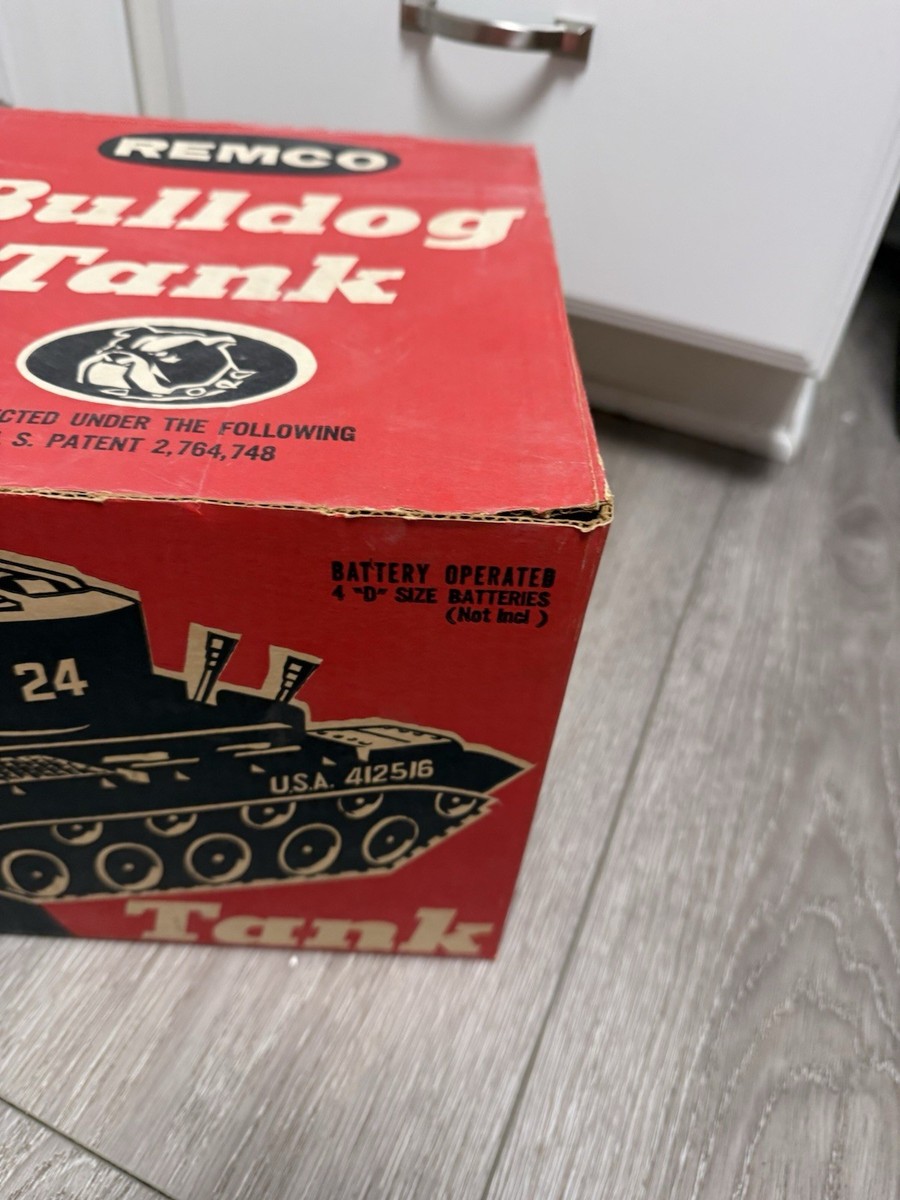 REMCO
Bulldog
Tank
CTED UNDER THE FOLLOWING
S. PATENT 2,764,748
BATTERY OPERATED
4 "D" SIZE BATTERIES
(Not Incl )
24
U.S.A. 412516
Tank